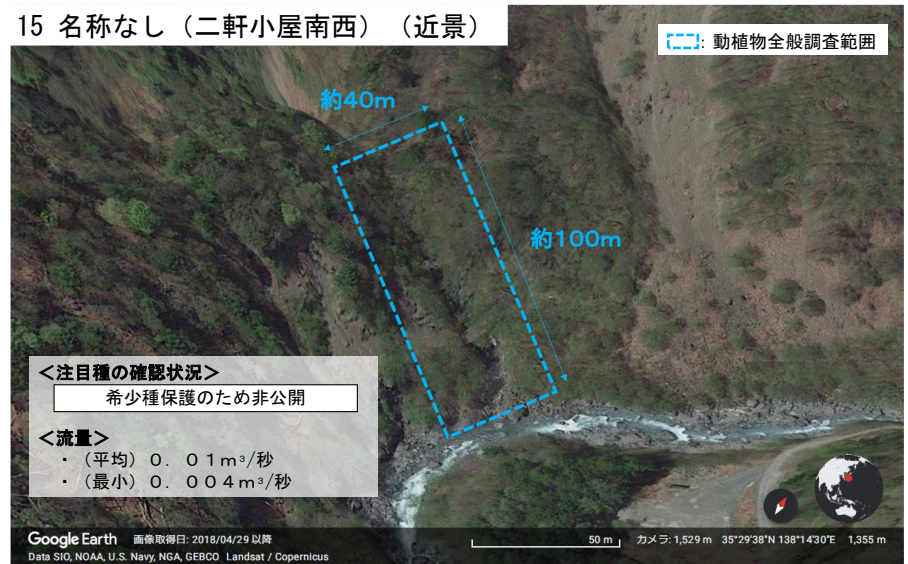 15 名称なし（二軒小屋南西）（近景）
: 動植物全般調査範囲
約40m
約100m
＜注目種の確認状況＞
希少種保護のため非公開
＜流量＞
・（平均）０．０１ｍ³/秒
・（最小）０．００４ｍ³/秒
Google Earth 画像取得日: 2018/04/29 以降
Data SIO, NOAA, U.S. Navy, NGA, GEBCO Landsat / Copernicus
50 m カメラ: 1,529 m 35°29'38"N 138°14'30"E 1,355 m